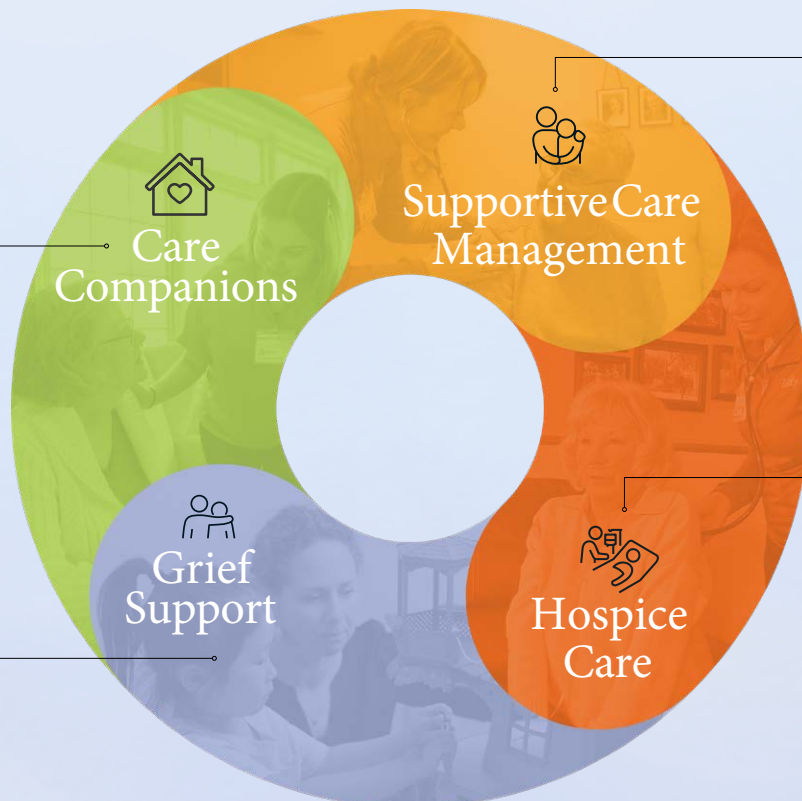 Supportive Care
Management
Care
Companions
Grief
Support
Hospice
Care